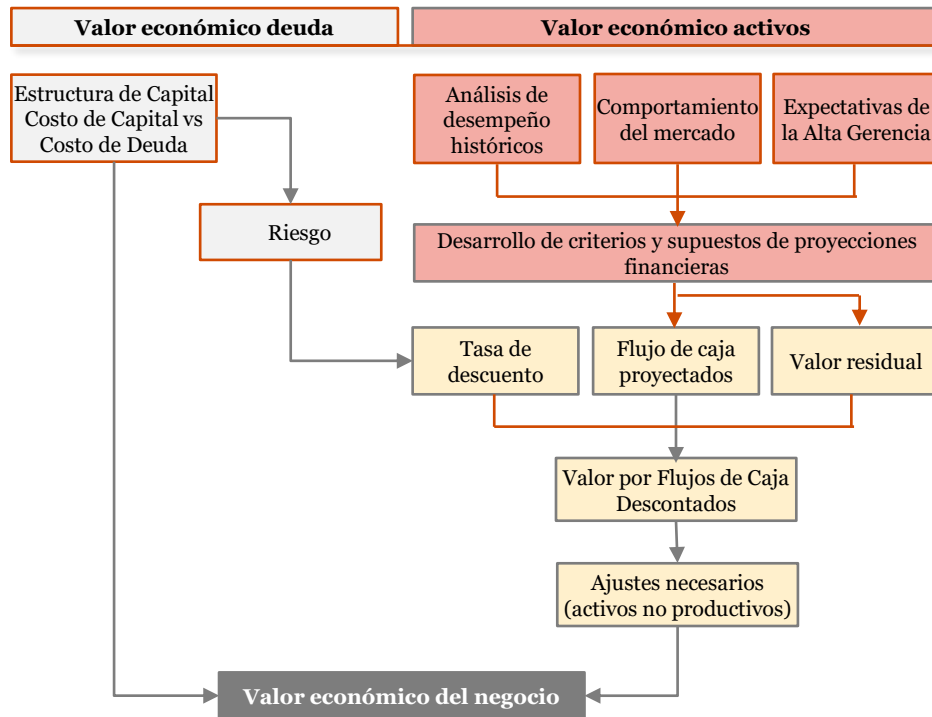 Valor económico deuda
Valor económico activos
Estructura de Capital
Costo de Capital vs
Costo de Deuda
Análisis de
desempeño
históricos
Comportamiento
del mercado
Expectativas de
la Alta Gerencia
Riesgo
Desarrollo de criterios y supuestos de proyecciones
financieras
Tasa de
descuento
Flujo de caja
proyectados
Valor residual
Valor por Flujos de Caja
Descontados
Ajustes necesarios
(activos no productivos)
Valor económico del negocio